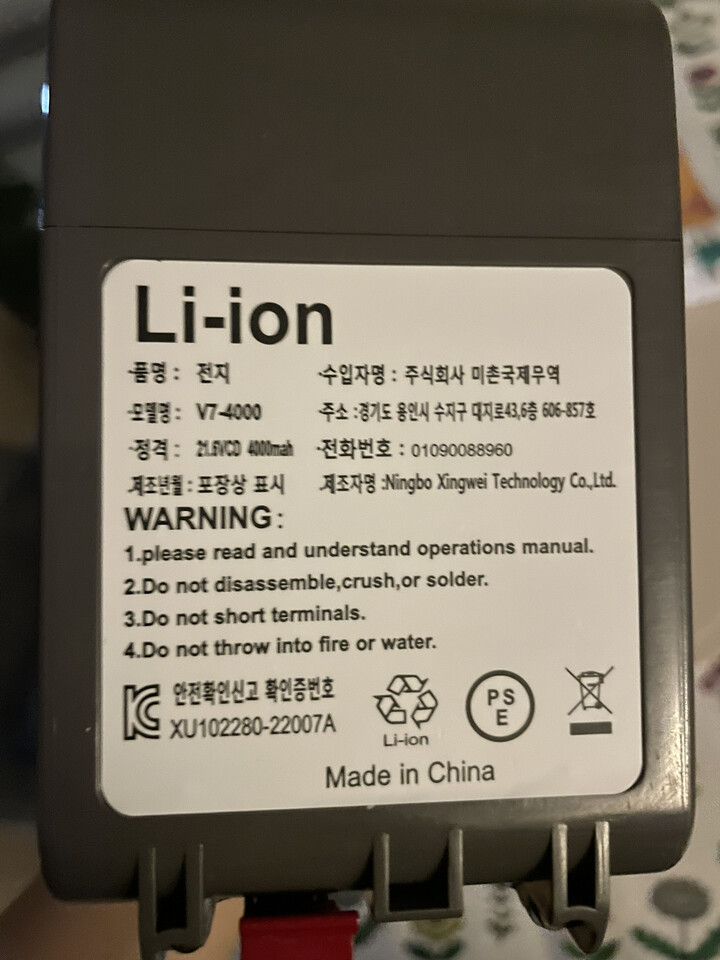 Li-ion
·품명 : 전지 ·수입자명 : 주식회사 미촌국제무역
·모델명 : V7-4000 ·주소 :경기도 용인시 수지구 대지로43,6층 606-857호
·정격 : 21.6VCD 4000mah ·전화번호 : 01090088960
·제조년월 : 포장상 표시 ·제조자명 :Ningbo Xingwei Technology Co.,Ltd.
WARNING:
1.please read and understand operations manual.
2.Do not disassemble,crush,or solder.
3.Do not short terminals.
4.Do not throw into fire or water.
안전확인신고 확인증번호
XU102280-22007A
Li-ion
PS
E
Made in China